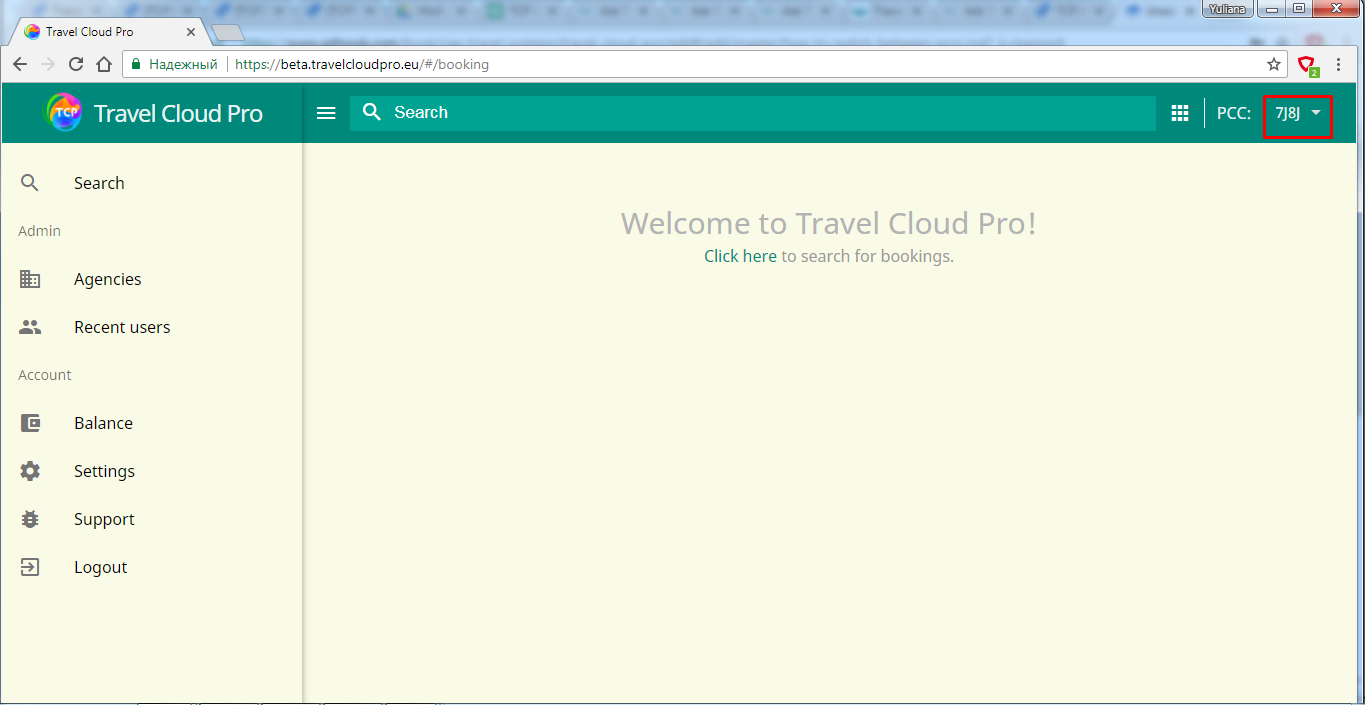 Yuliana
Travel Cloud Pro
Надежный
https://beta.travelcloudpro.eu/#/booking
2
TCP
Travel Cloud Pro
Search
PCC:
7J8J
Search
Admin
Agencies
Recent users
Account
Balance
Settings
Support
Logout
Welcome to Travel Cloud Pro!
Click here to search for bookings.